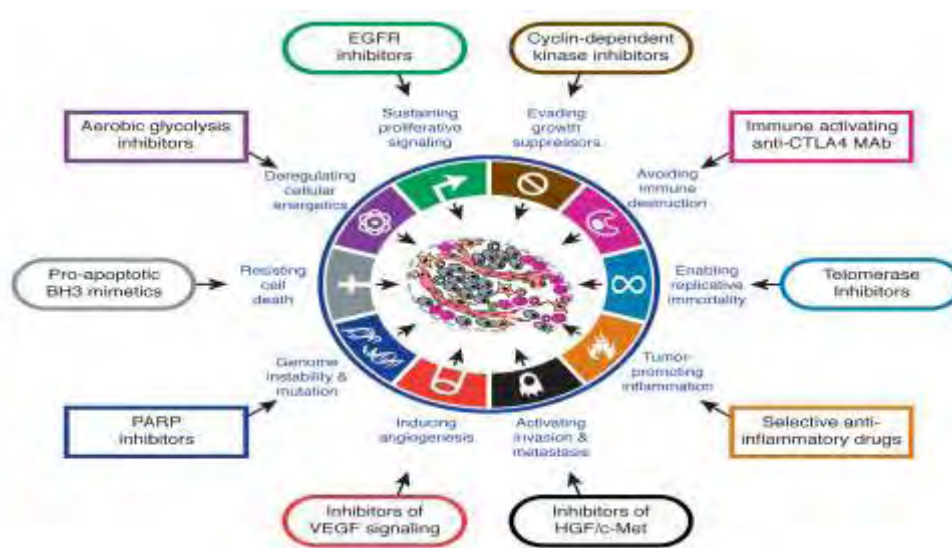 EGFR
inhibitors
Cyclin-dependent
kinase inhibitors
Sustaining
proliferative
signaling
Evading
growth
suppressors
Aerobic glycolysis
inhibitors
Immune activating
anti-CTLA4 MAb
Deregulating
cellular
energetics
Avoiding
immune
destruction
Pro-apoptotic
BH3 mimetics
Resisting
cell
death
Enabling
replicative
immortality
Telomerase
Inhibitors
Genome
instability &
mutation
Tumor-
promoting
inflammation
PARP
inhibitors
Inducing
angiogenesis
Activating
invasion &
metastasis
Selective anti-
inflammatory drugs
Inhibitors of
VEGF signaling
Inhibitors of
HGF/c-Met